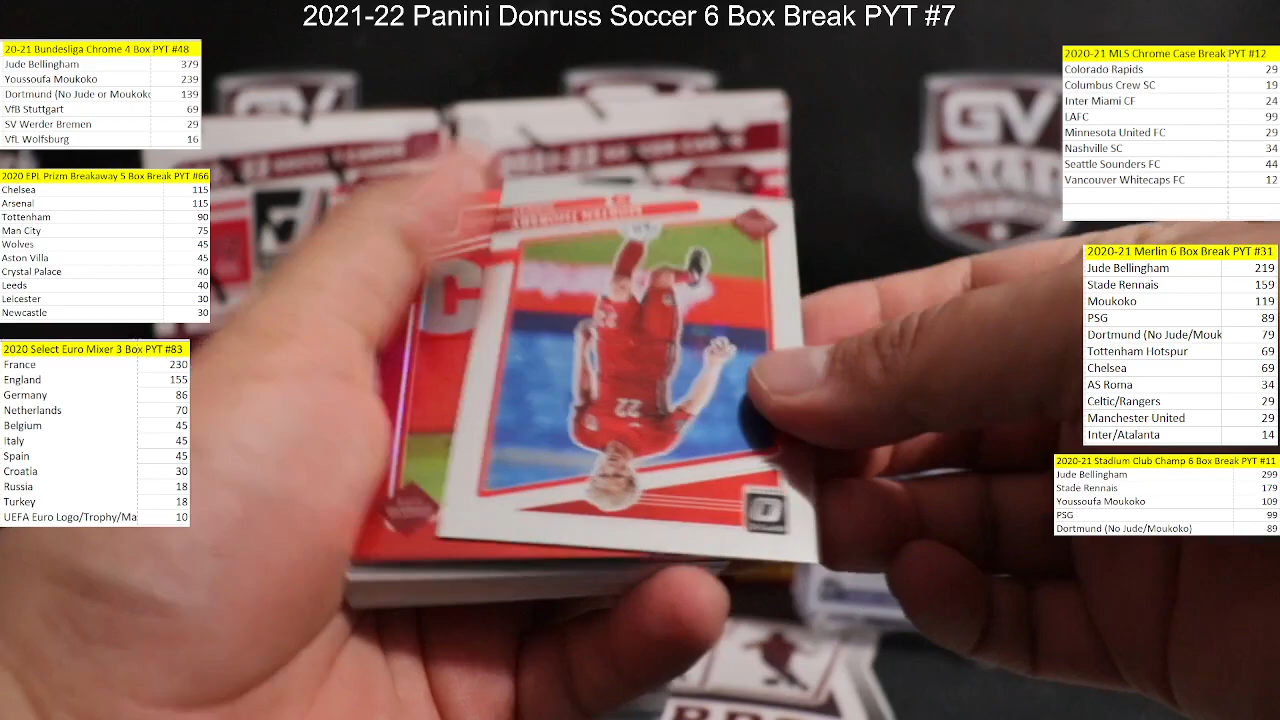 2021-22 Panini Donruss Soccer 6 Box Break PYT #7
20-21 Bundesliga Chrome 4 Box PYT #48
Jude Bellingham 379
Youssoufa Moukoko 239
Dortmund (No Jude or Moukoko 139
VfB Stuttgart 69
SV Werder Bremen 29
VfL Wolfsburg 16
2020 EPL Prizm Breakaway 5 Box Break PYT #66
Chelsea 115
Arsenal 115
Tottenham 90
Man City 75
Wolves 45
Aston Villa 45
Crystal Palace 40
Leeds 40
Leicester 30
Newcastle 30
2020 Select Euro Mixer 3 Box PYT #83
France 230
England 155
Germany 86
Netherlands 70
Belgium 45
Italy 45
Spain 45
Croatia 30
Russia 18
Turkey 18
UEFA Euro Logo/Trophy/Ma 10
2020-21 MLS Chrome Case Break PYT #12
Colorado Rapids 29
Columbus Crew SC 19
Inter Miami CF 24
LAFC 99
Minnesota United FC 29
Nashville SC 34
Seattle Sounders FC 44
Vancouver Whitecaps FC 12
2020-21 Merlin 6 Box Break PYT #31
Jude Bellingham 219
Stade Rennais 159
Moukoko 119
PSG 89
Dortmund (No Jude/Mouk 79
Tottenham Hotspur 69
Chelsea 69
AS Roma 34
Celtic/Rangers 29
Manchester United 29
Inter/Atalanta 14
2020-21 Stadium Club Champ 6 Box Break PYT #11
Jude Bellingham 299
Stade Rennais 179
Youssoufa Moukoko 109
PSG 99
Dortmund (No Jude/Moukoko) 89
GV
22
22